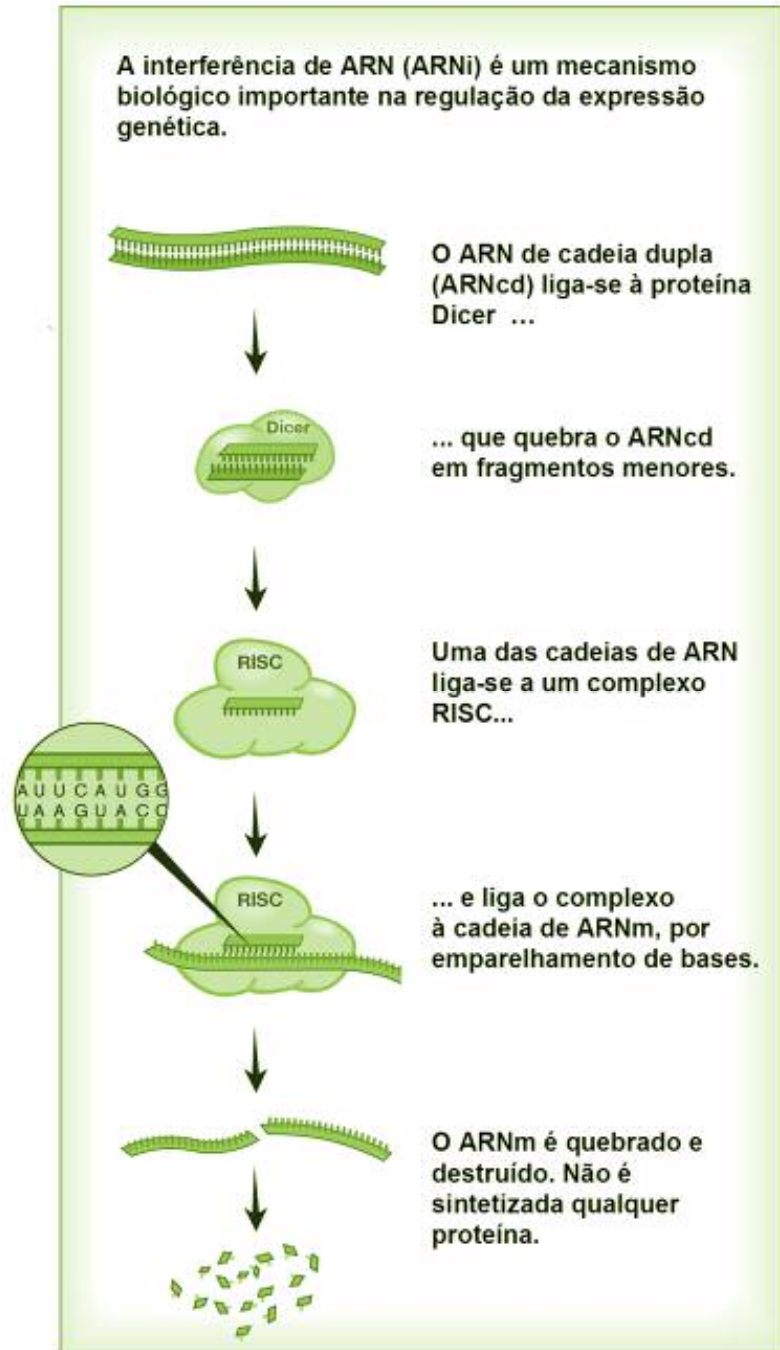 A interferência de ARN (ARNi) é um mecanismo
biológico importante na regulação da expressão
genética.
O ARN de cadeia dupla
(ARNcd) liga-se à proteína
Dicer ...
Dicer
... que quebra o ARNcd
em fragmentos menores.
RISC
Uma das cadeias de ARN
liga-se a um complexo
RISC...
A U U C A U G G
U A A G U A C C
RISC
... e liga o complexo
à cadeia de ARNm, por
emparelhamento de bases.
O ARNm é quebrado e
destruído. Não é
sintetizada qualquer
proteína.